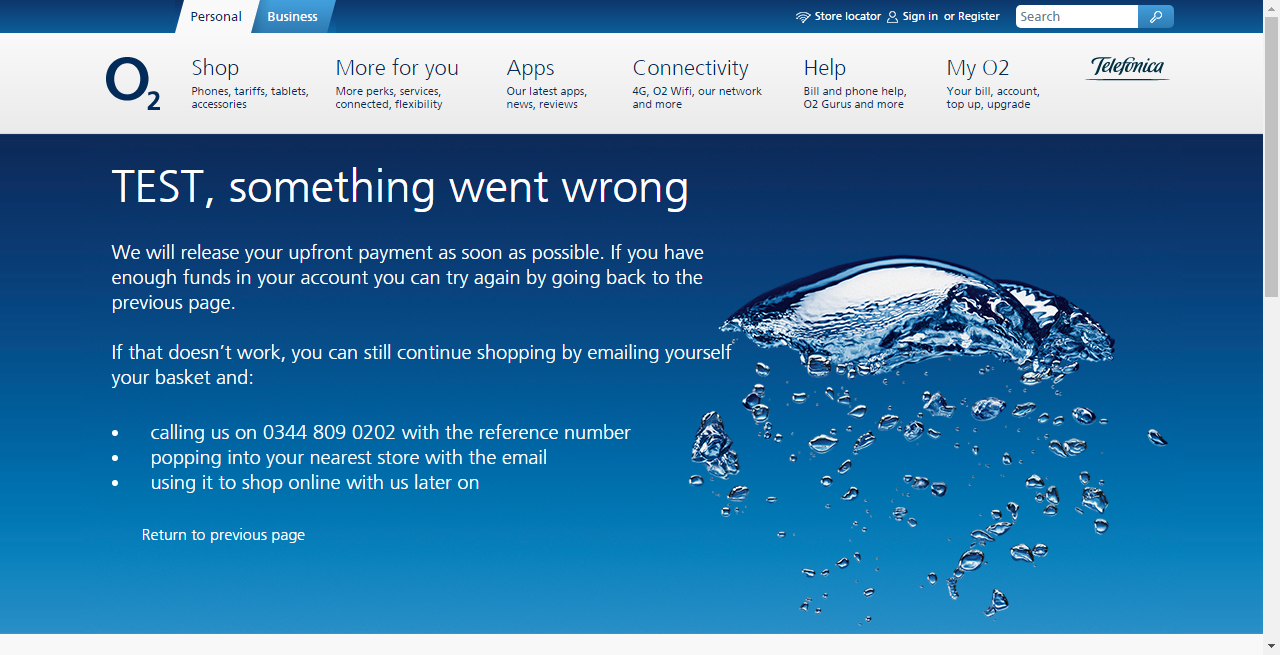 Personal
Business
Store locator
Sign in or Register
Search
O2
Shop
Phones, tariffs, tablets,
accessories
More for you
More perks, services,
connected, flexibility
Apps
Our latest apps,
news, reviews
Connectivity
4G, O2 Wifi, our network
and more
Help
Bill and phone help,
O2 Gurus and more
My O2
Your bill, account,
top up, upgrade
Telefónica
TEST, something went wrong
We will release your upfront payment as soon as possible. If you have
enough funds in your account you can try again by going back to the
previous page.
If that doesn’t work, you can still continue shopping by emailing yourself
your basket and:
• calling us on 0344 809 0202 with the reference number
• popping into your nearest store with the email
• using it to shop online with us later on
Return to previous page